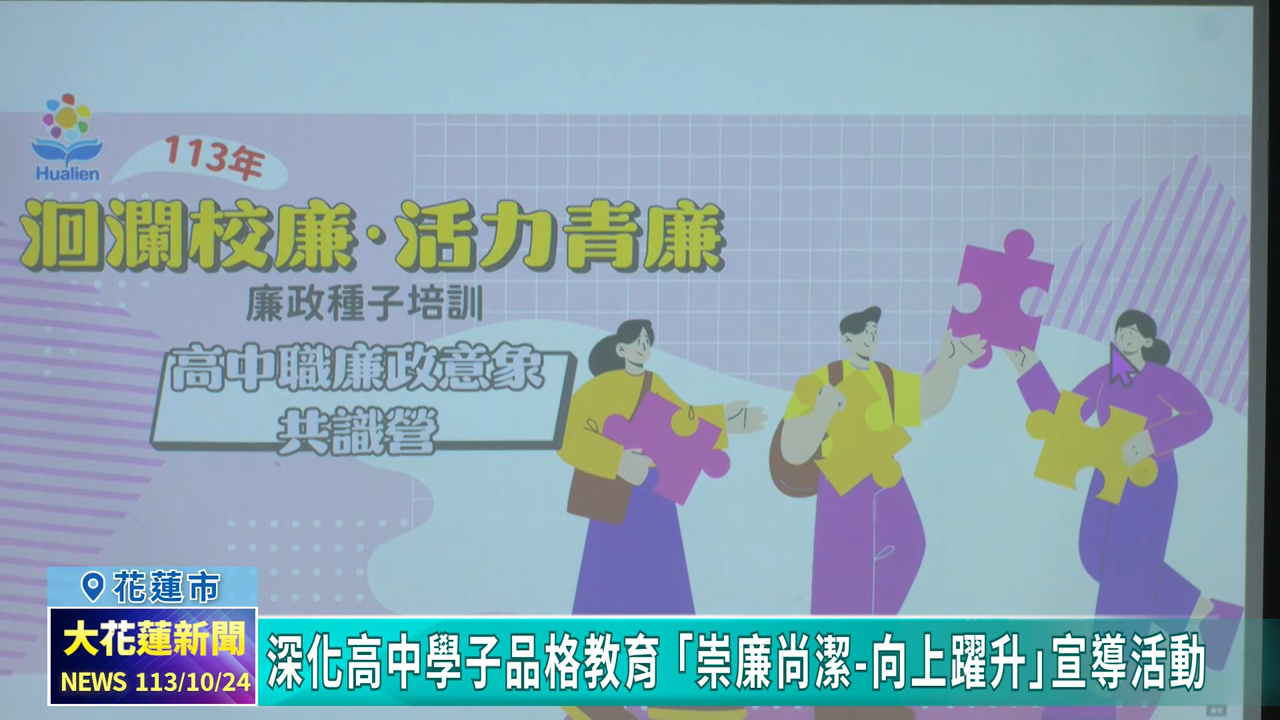 Hualien
113年
洄瀾校廉·活力青廉
廉政種子培訓
高中職廉政意象
共識營
花蓮市
大花蓮新聞
NEWS 113/10/24
深化高中學子品格教育「崇廉尚潔-向上躍升」宣導活動